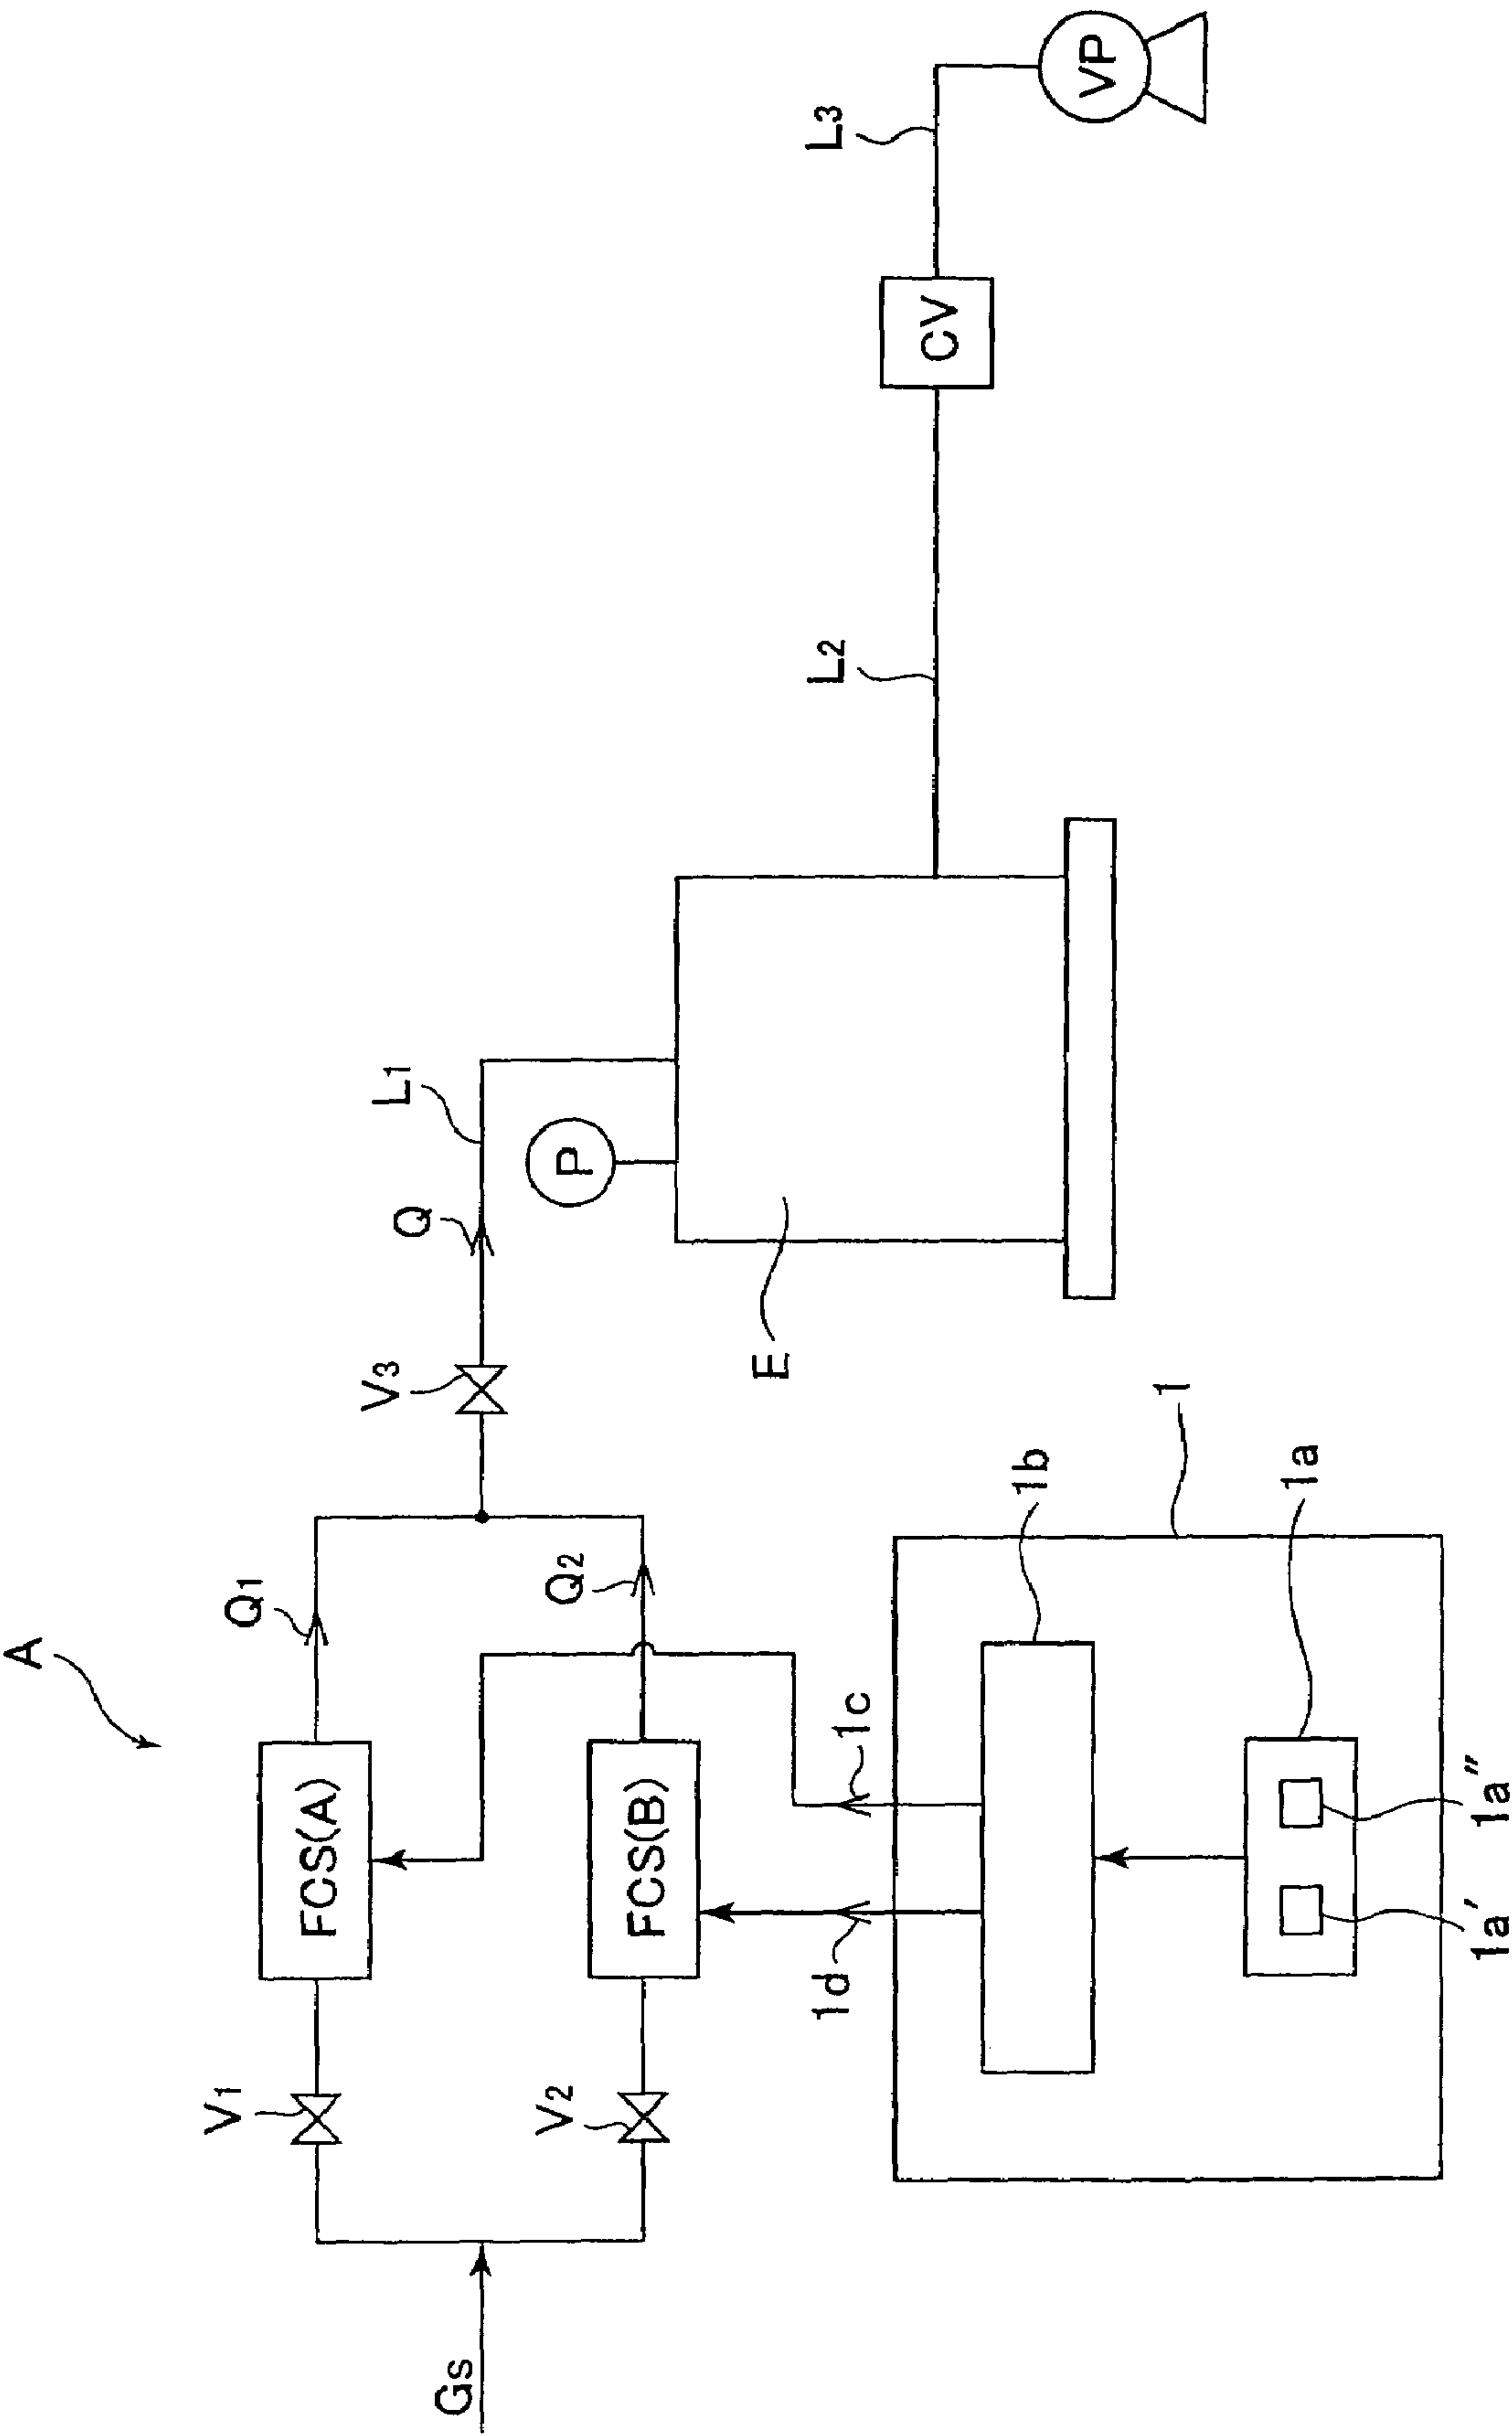 A
Gs
V1
FCS(A)
Q1
V2
FCS(B)
Q2
V3
Q
L1
P
E
L2
CV
L3
VP
1d
1c
1b
1
1a
1a′
1a″